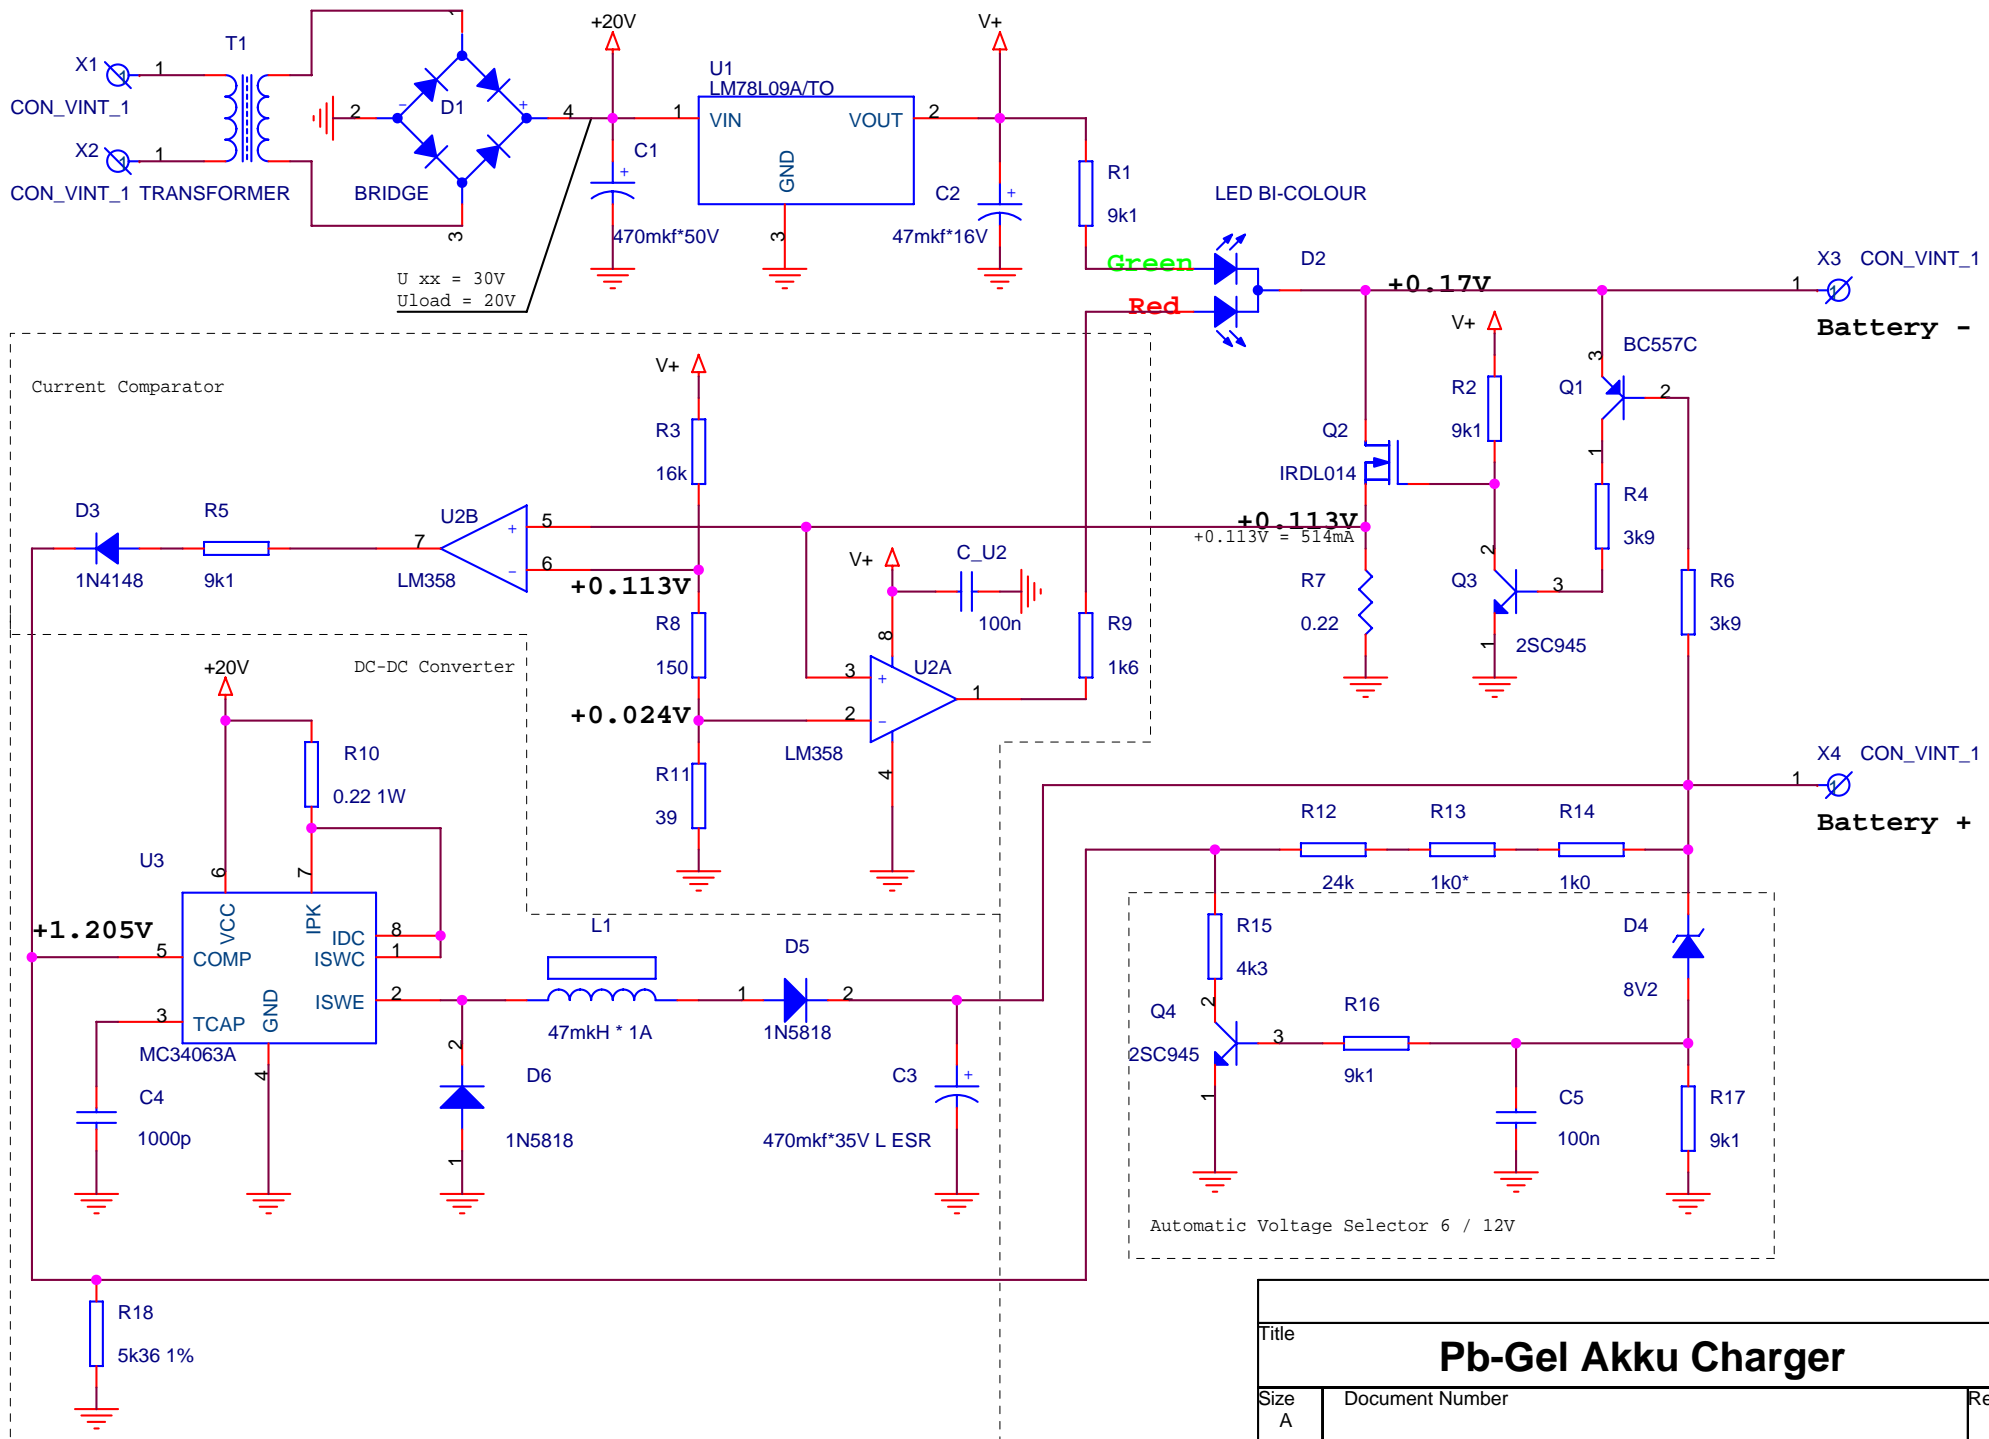 +20V
V+
T1
X1
1
CON_VINT_1
X2
1
CON_VINT_1
TRANSFORMER
1
2
-
D1
+
4
3
BRIDGE
U1
LM78L09A/TO
1
VIN
VOUT
2
GND
3
C1
+
470mkf*50V
C2
+
47mkf*16V
R1
9k1
U xx = 30V
Uload = 20V
LED BI-COLOUR
Green
Red
D2
+0.17V
1
X3
CON_VINT_1
Battery -
Current Comparator
V+
R3
16k
D3
1N4148
R5
9k1
7
U2B
LM358
+
5
-
6
+0.113V
R8
150
+0.024V
R11
39
V+
C_U2
100n
8
3
+
2
-
U2A
1
4
LM358
R9
1k6
V+
R2
9k1
Q2
IRDL014
+0.113V
+0.113V = 514mA
R7
0.22
BC557C
3
Q1
2
1
R4
3k9
2
Q3
3
1
2SC945
R6
3k9
1
X4
CON_VINT_1
Battery +
DC-DC Converter
+20V
R10
0.22 1W
U3
6
7
VCC
IPK
IDC
8
ISWC
1
+1.205V
5
COMP
ISWE
2
3
TCAP
GND
4
MC34063A
C4
1000p
L1
47mkH * 1A
1
D5
2
1N5818
2
D6
1
1N5818
C3
+
470mkf*35V L ESR
R12
24k
R13
1k0*
R14
1k0
R15
4k3
2
Q4
2SC945
3
1
R16
9k1
D4
8V2
C5
100n
R17
9k1
Automatic Voltage Selector 6 / 12V
R18
5k36 1%
Title
Pb-Gel Akku Charger
Size
A
Document Number
Re